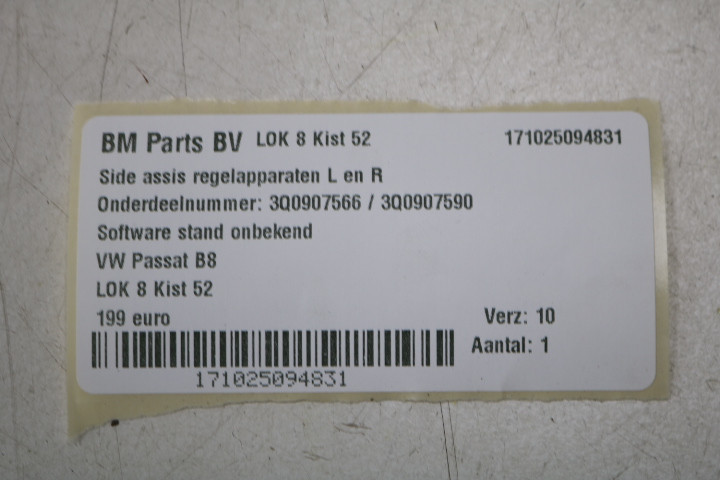 BM Parts BV LOK 8 Kist 52 171025094831
Side assis regelapparaten L en R
Onderdeelnummer: 3Q0907566 / 3Q0907590
Software stand onbekend
VW Passat B8
LOK 8 Kist 52
199 euro Verz: 10
Aantal: 1
171025094831